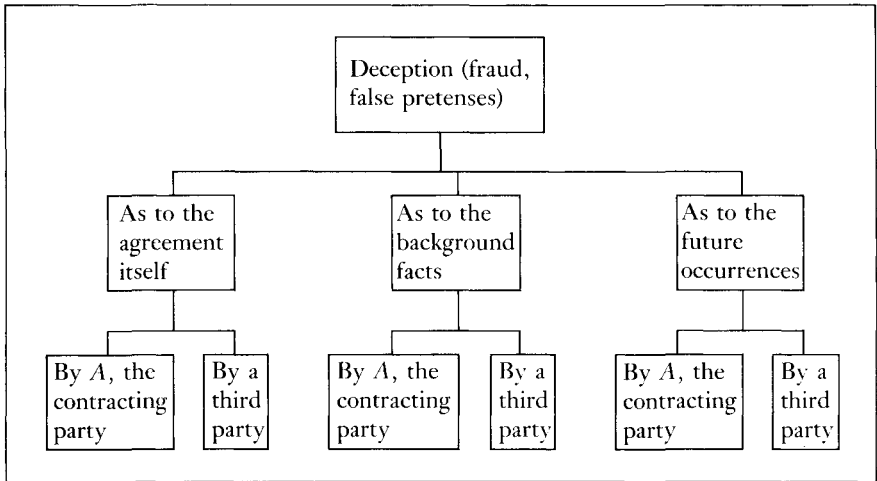 Deception (fraud,
false pretenses)
As to the
agreement
itself
As to the
background
facts
As to the
future
occurrences
By A, the
contracting
party
By a
third
party
By A, the
contracting
party
By a
third
party
By A, the
contracting
party
By a
third
party